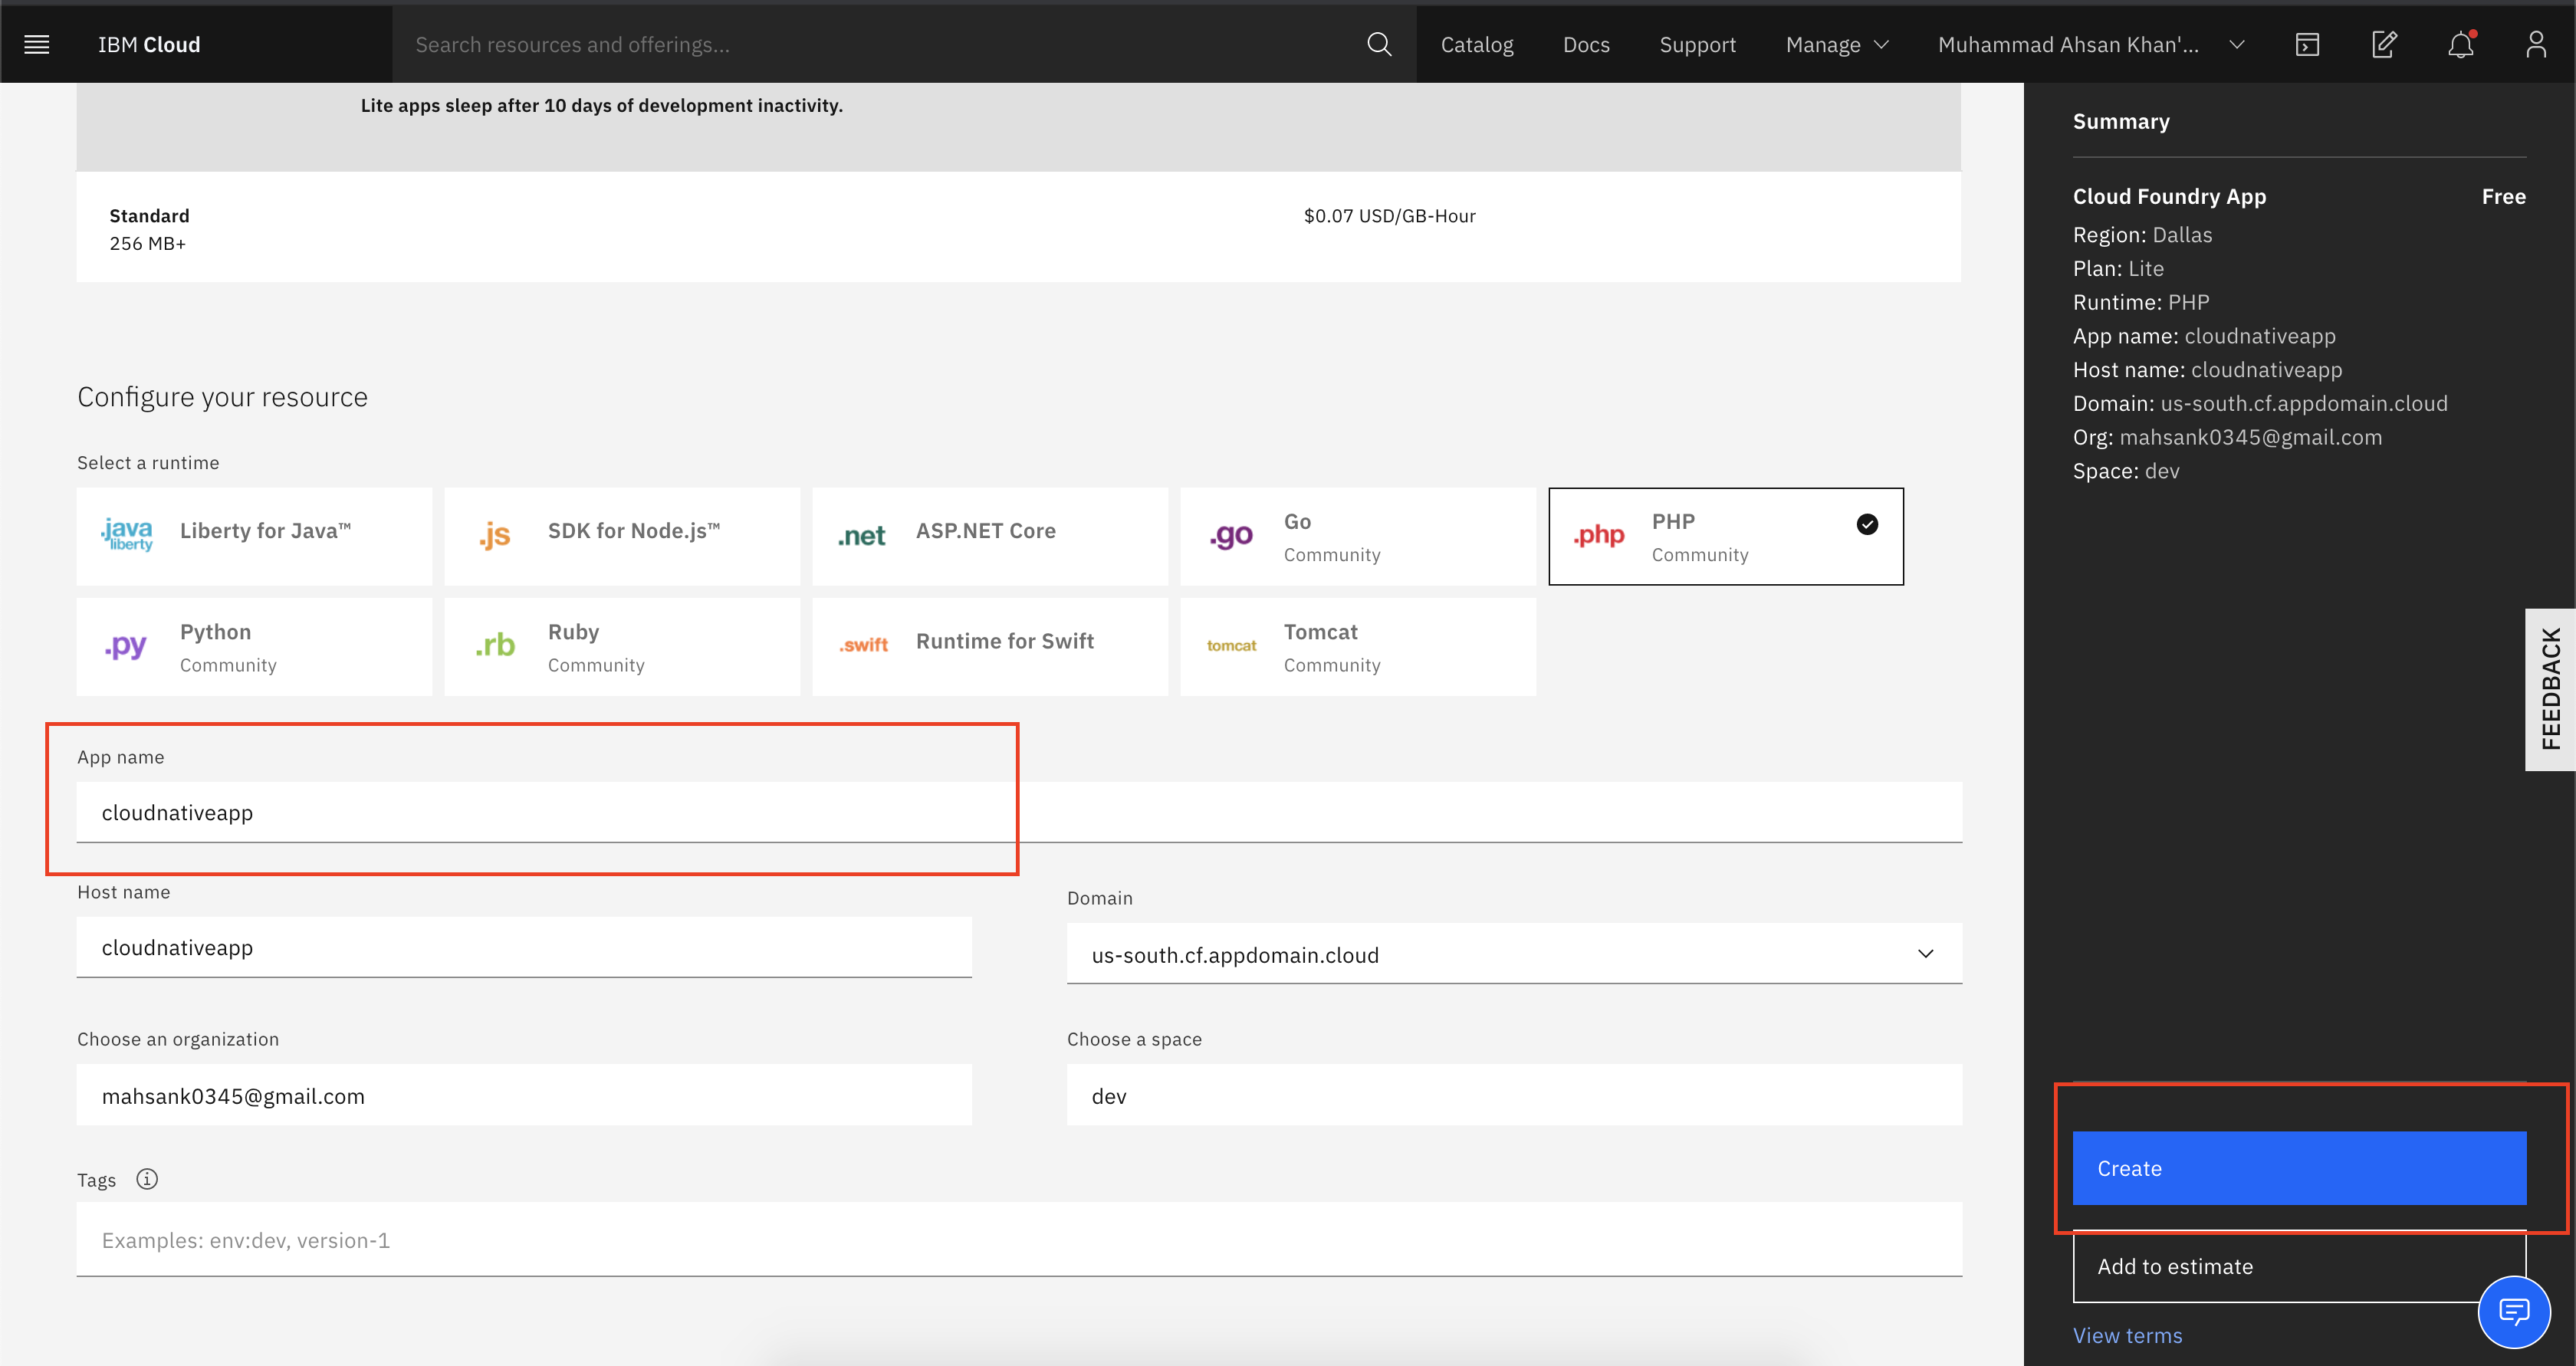 IBM Cloud
Search resources and offerings...
Catalog
Docs
Support
Manage
Muhammad Ahsan Khan'...
Lite apps sleep after 10 days of development inactivity.
Standard
256 MB+
$0.07 USD/GB-Hour
Configure your resource
Select a runtime
.java
liberty
Liberty for Java™
.js
SDK for Node.js™
.net
ASP.NET Core
.go
Go
Community
.php
PHP
Community
.py
Python
Community
.rb
Ruby
Community
.swift
Runtime for Swift
tomcat
Tomcat
Community
App name
cloudnativeapp
Host name
cloudnativeapp
Domain
us-south.cf.appdomain.cloud
Choose an organization
mahsank0345@gmail.com
Choose a space
dev
Tags
Examples: env:dev, version-1
Summary
Cloud Foundry App
Free
Region: Dallas
Plan: Lite
Runtime: PHP
App name: cloudnativeapp
Host name: cloudnativeapp
Domain: us-south.cf.appdomain.cloud
Org: mahsank0345@gmail.com
Space: dev
FEEDBACK
Create
Add to estimate
View terms